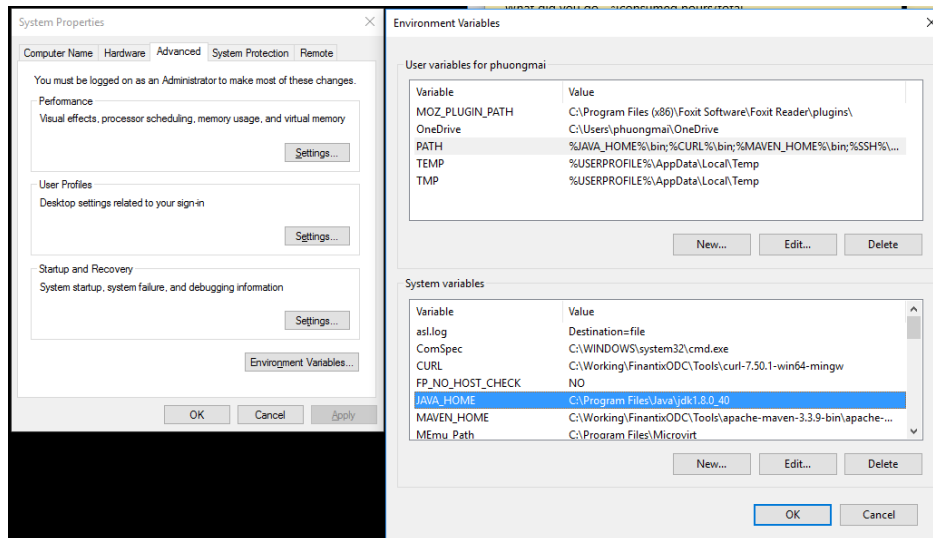 What did you do - %consumed hours/total
System Properties
Computer Name Hardware Advanced System Protection Remote
You must be logged on as an Administrator to make most of these changes.
Performance
Visual effects, processor scheduling, memory usage, and virtual memory
Settings...
User Profiles
Desktop settings related to your sign-in
Settings...
Startup and Recovery
System startup, system failure, and debugging information
Settings...
Environment Variables...
OK Cancel Apply
Environment Variables
User variables for phuongmai
Variable Value
MOZ_PLUGIN_PATH C:\Program Files (x86)\Foxit Software\Foxit Reader\plugins\
OneDrive C:\Users\phuongmai\OneDrive
PATH %JAVA_HOME%\bin;%CURL%\bin;%MAVEN_HOME%\bin;%SSH%\...
TEMP %USERPROFILE%\AppData\Local\Temp
TMP %USERPROFILE%\AppData\Local\Temp
New... Edit... Delete
System variables
Variable Value
asl.log Destination=file
ComSpec C:\WINDOWS\system32\cmd.exe
CURL C:\Working\FinantixODC\Tools\curl-7.50.1-win64-mingw
FP_NO_HOST_CHECK NO
JAVA_HOME C:\Program Files\Java\jdk1.8.0_40
MAVEN_HOME C:\Working\FinantixODC\Tools\apache-maven-3.3.9-bin\apache-...
MEmu_Path C:\Program Files\Microvirt
New... Edit... Delete
OK Cancel